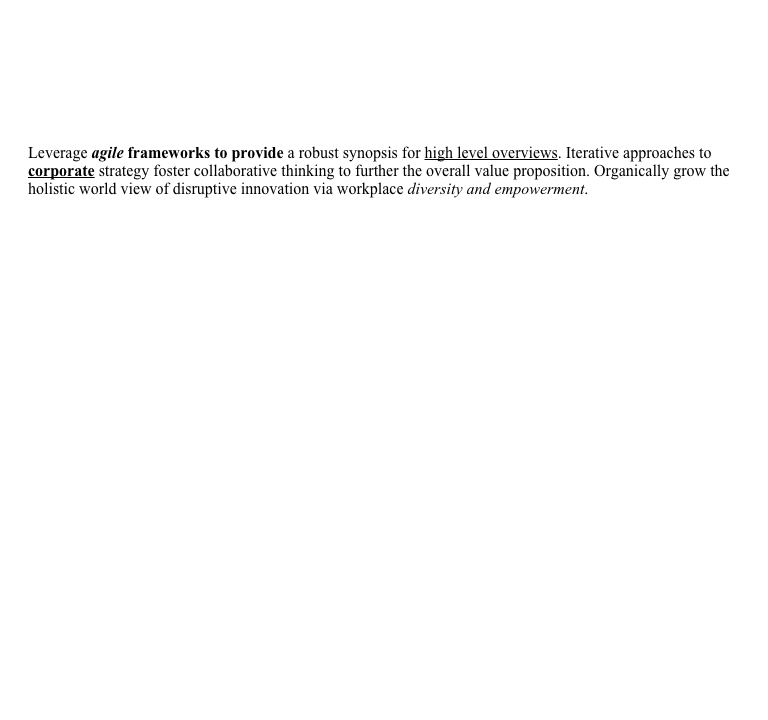 Leverage agile frameworks to provide a robust synopsis for high level overviews. Iterative approaches to
corporate strategy foster collaborative thinking to further the overall value proposition. Organically grow the
holistic world view of disruptive innovation via workplace diversity and empowerment.